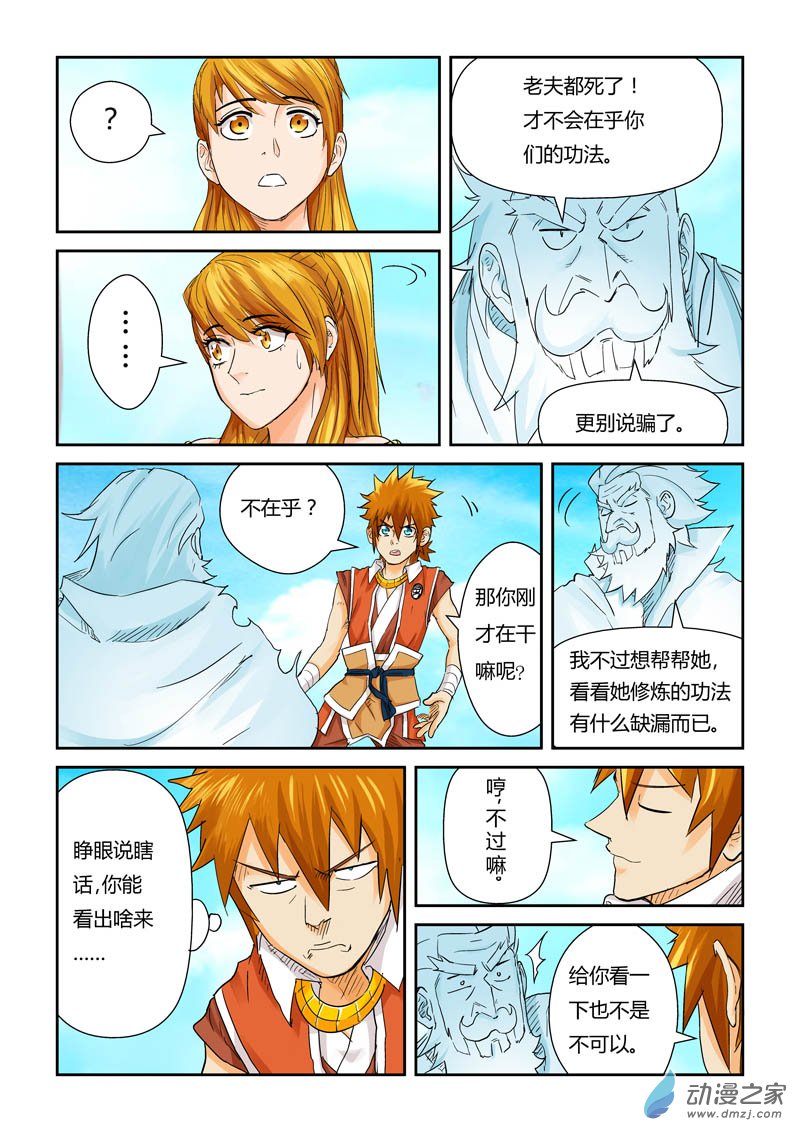 ？
老夫都死了！
才不会在乎你
们的功法。
……
更别说骗了。
不在乎？
那你刚
才在干
嘛呢？
我不过想帮帮她，
看看她修炼的功法
有什么缺漏而已。
睁眼说瞎
话，你能
看出啥来
……
哼，不过嘛。
给你看一
下也不是
不可以。
动漫之家
www.dmzj.com